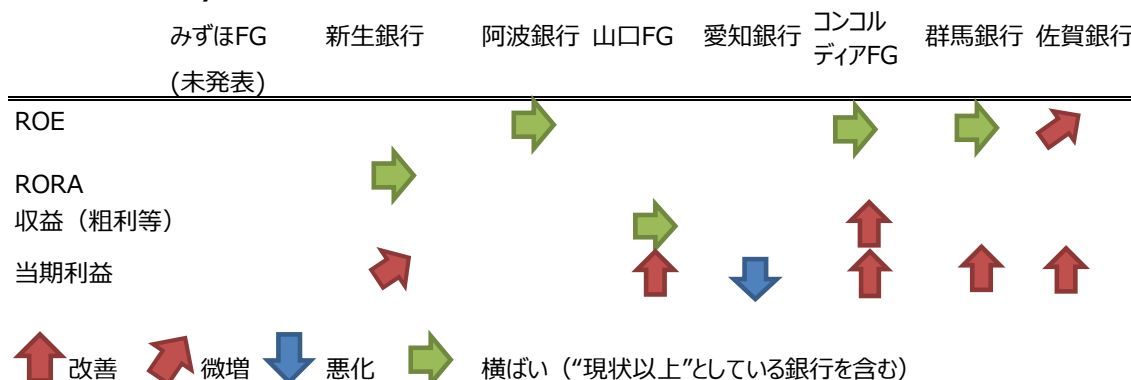 みずほFG 新生銀行 阿波銀行 山口FG 愛知銀行 コンコルディアFG 群馬銀行 佐賀銀行
(未発表)
ROE
RORA
収益（粗利等）
当期利益
改善 微増 悪化 横ばい（“現状以上”としている銀行を含む）